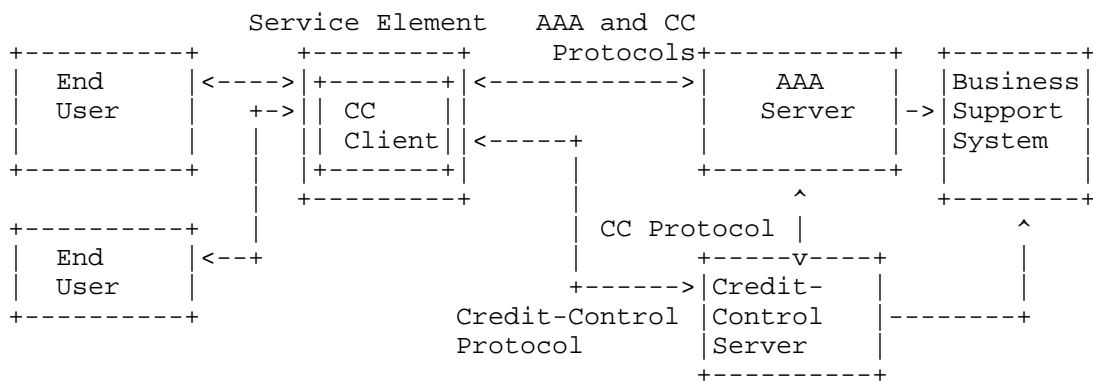 Service Element AAA and CC
Protocols
End AAA Business
User CC Server Support
Client System
CC Protocol
End
User Credit-
Credit-Control Control
Protocol Server